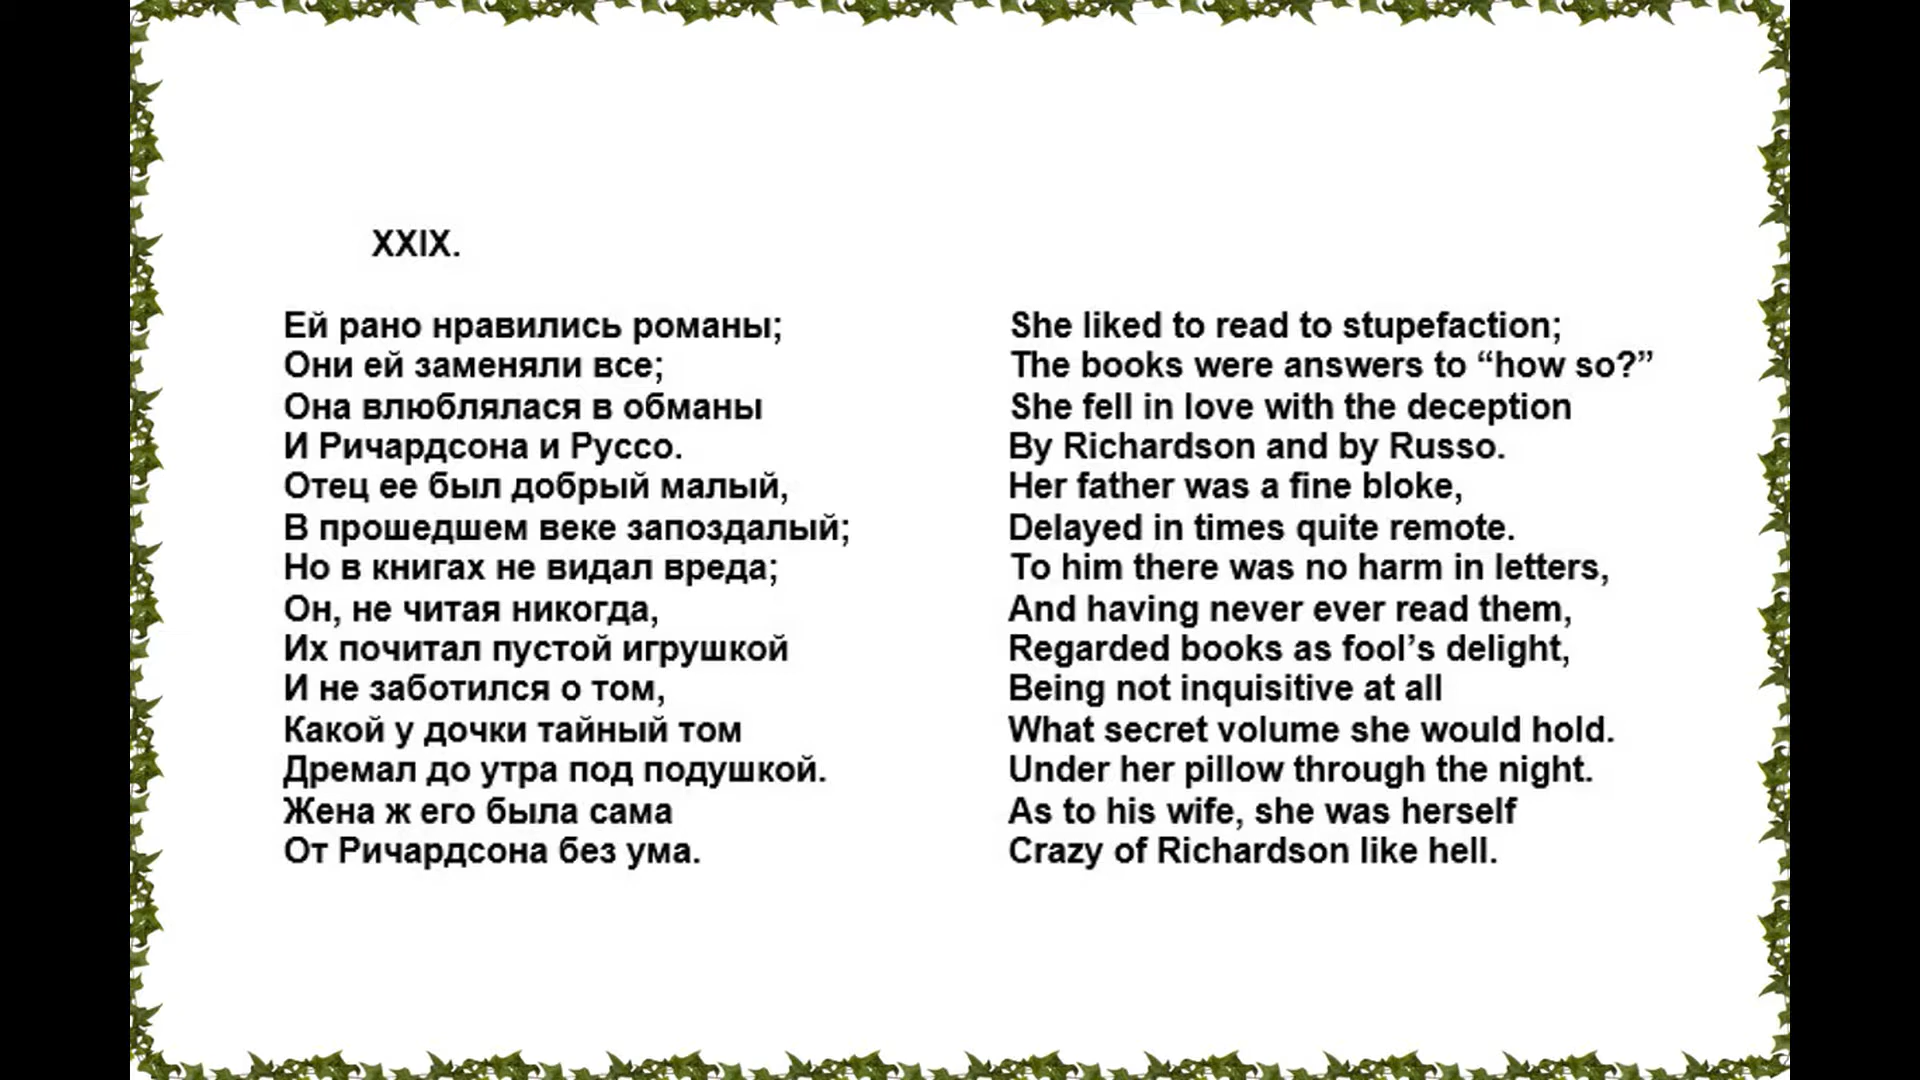 XXIX.
Ей рано нравились романы;
Они ей заменяли все;
Она влюблялася в обманы
И Ричардсона и Руссо.
Отец ее был добрый малый,
В прошедшем веке запоздалый;
Но в книгах не видал вреда;
Он, не читая никогда,
Их почитал пустой игрушкой
И не заботился о том,
Какой у дочки тайный том
Дремал до утра под подушкой.
Жена ж его была сама
От Ричардсона без ума.
She liked to read to stupefaction;
The books were answers to “how so?”
She fell in love with the deception
By Richardson and by Russo.
Her father was a fine bloke,
Delayed in times quite remote.
To him there was no harm in letters,
And having never ever read them,
Regarded books as fool’s delight,
Being not inquisitive at all
What secret volume she would hold.
Under her pillow through the night.
As to his wife, she was herself
Crazy of Richardson like hell.